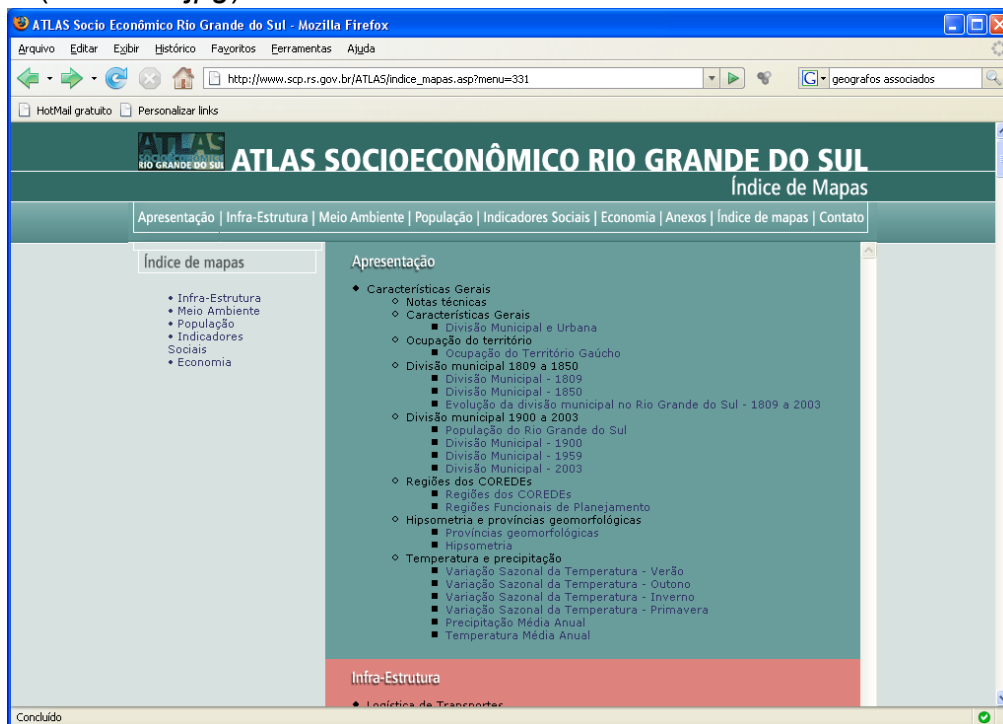 ATLAS Socio Econômico Rio Grande do Sul - Mozilla Firefox
Arquivo Editar Exibir Histórico Favoritos Ferramentas Ajuda
http://www.scp.rs.gov.br/ATLAS/indice_mapas.asp?menu=331
G geografos associados
HotMail gratuito Personalizar links
ATLAS
SOCIOECONÔMICO
RIO GRANDE DO SUL
ATLAS SOCIOECONÔMICO RIO GRANDE DO SUL
Índice de Mapas
Apresentação | Infra-Estrutura | Meio Ambiente | População | Indicadores Sociais | Economia | Anexos | Índice de mapas | Contato
Índice de mapas
Infra-Estrutura
Meio Ambiente
População
Indicadores
Sociais
Economia
Apresentação
Características Gerais
Notas técnicas
Características Gerais
Divisão Municipal e Urbana
Ocupação do território
Ocupação do Território Gaúcho
Divisão municipal 1809 a 1850
Divisão Municipal - 1809
Divisão Municipal - 1850
Evolução da divisão municipal no Rio Grande do Sul - 1809 a 2003
Divisão municipal 1900 a 2003
População do Rio Grande do Sul
Divisão Municipal - 1900
Divisão Municipal - 1959
Divisão Municipal - 2003
Regiões dos COREDEs
Regiões dos COREDEs
Regiões Funcionais de Planejamento
Hipsometria e províncias geomorfológicas
Províncias geomorfológicas
Hipsometria
Temperatura e precipitação
Variação Sazonal da Temperatura - Verão
Variação Sazonal da Temperatura - Outono
Variação Sazonal da Temperatura - Inverno
Variação Sazonal da Temperatura - Primavera
Precipitação Média Anual
Temperatura Média Anual
Infra-Estrutura
Logística de Transportes
Concluído